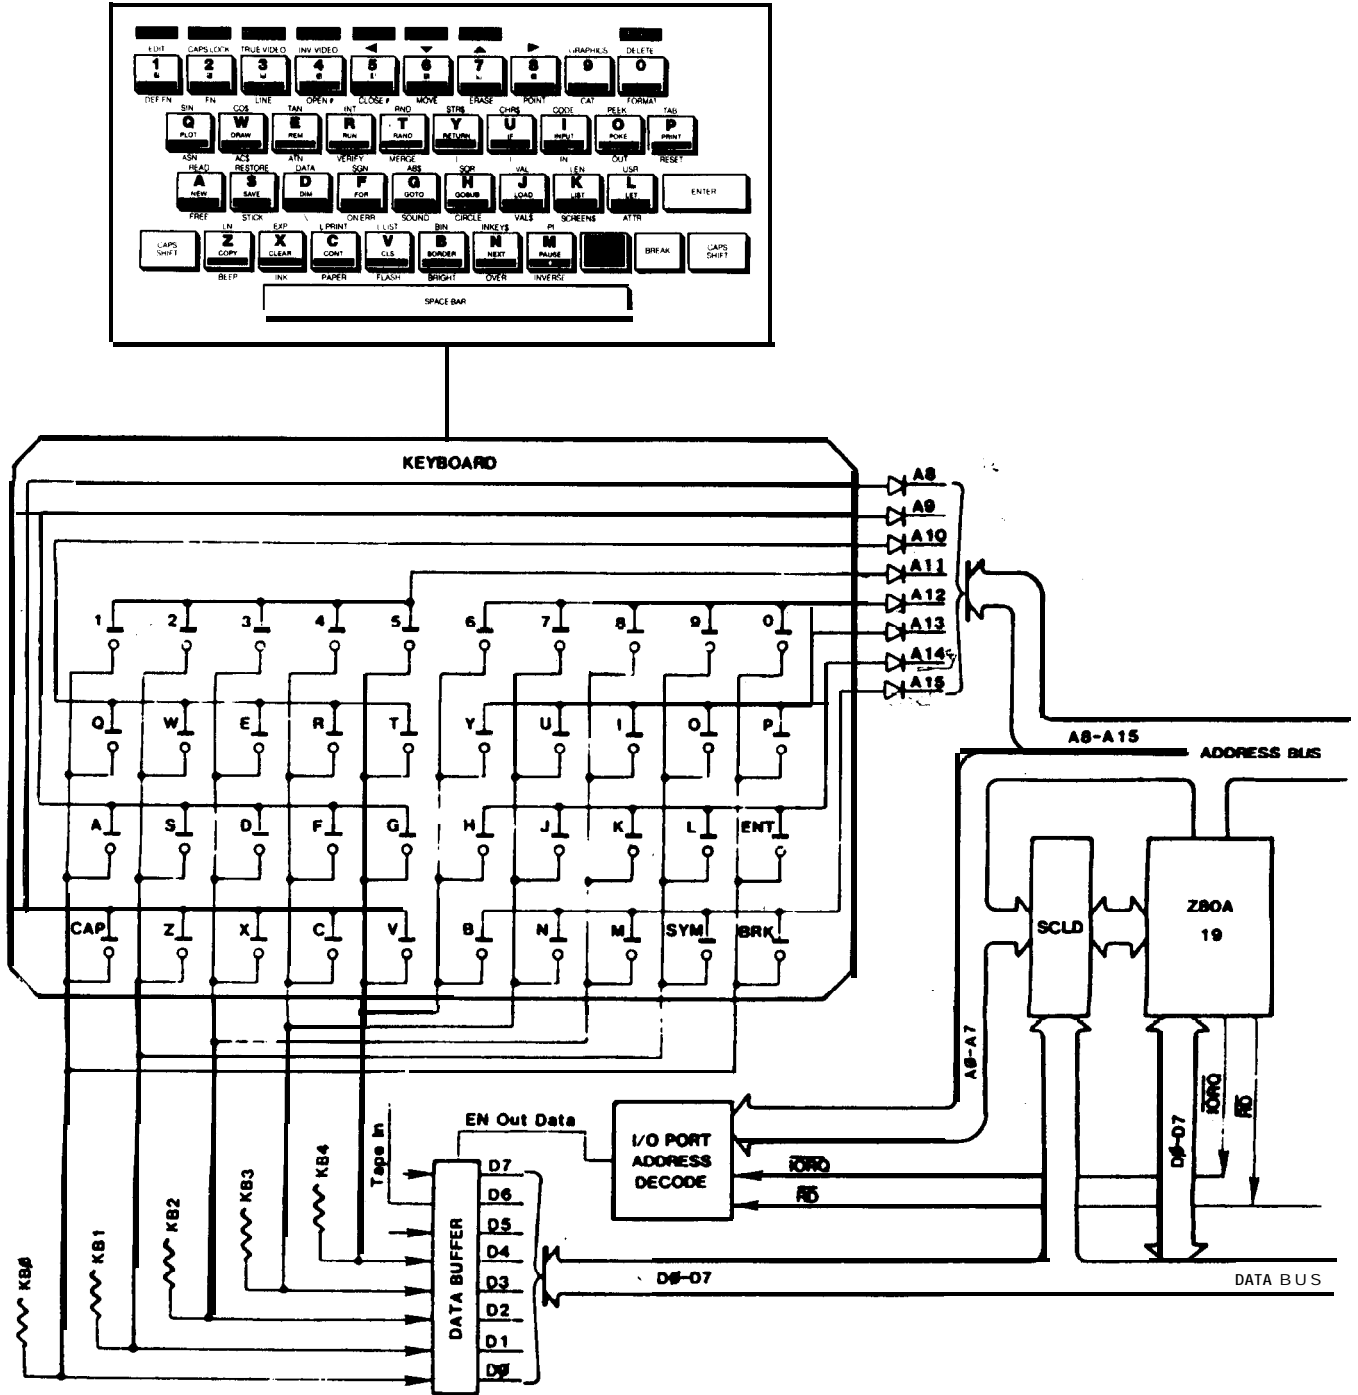 EDIT CAPS LOCK TRUE VIDEO INV VIDEO GRAPHICS DELETE
1 2 3 4 5 6 7 8 9 0
DEF FN FN LINE OPEN # CLOSE # MOVE ERASE POINT CAT FORMAT
SIN COS TAN INT RND STR$ CHR$ CODE PEEK TAB
Q W E R T Y U I O P
PLOT DRAW REM RUN RAND RETURN IF INPUT POKE PRINT
ASN ACS ATN VERIFY MERGE IN OUT RESET
READ RESTORE DATA SGN ABS SQR VAL LEN USR
A S D F G H J K L ENTER
NEW SAVE DIM FOR GOTO GOSUB LOAD LIST LET
FREE STICK \ ON ERR SOUND CIRCLE VAL$ SCREEN$ ATTR
LN EXP LPRINT LLIST BIN INKEY$ PI
CAPS SHIFT Z X C V B N M BREAK CAPS SHIFT
COPY CLEAR CONT CLS BORDER NEXT PAUSE
BEEP INK PAPER FLASH BRIGHT OVER INVERSE
SPACE BAR
KEYBOARD
A8
A9
A10
A11
A12
A13
A14
A15
1 2 3 4 5 6 7 8 9 0
Q W E R T Y U I O P
A S D F G H J K L ENT
CAP Z X C V B N M SYM BRK
A8-A15
ADDRESS BUS
SCLD
Z80A
19
A0-A7
D0-D7
IORQ
RD
EN Out Data
I/O PORT
ADDRESS
DECODE
IORQ
RD
Tape In
KB4
KB3
KB2
KB1
KB0
DATA BUFFER
D7
D6
D5
D4
D3
D2
D1
D0
D0-D7
DATA BUS